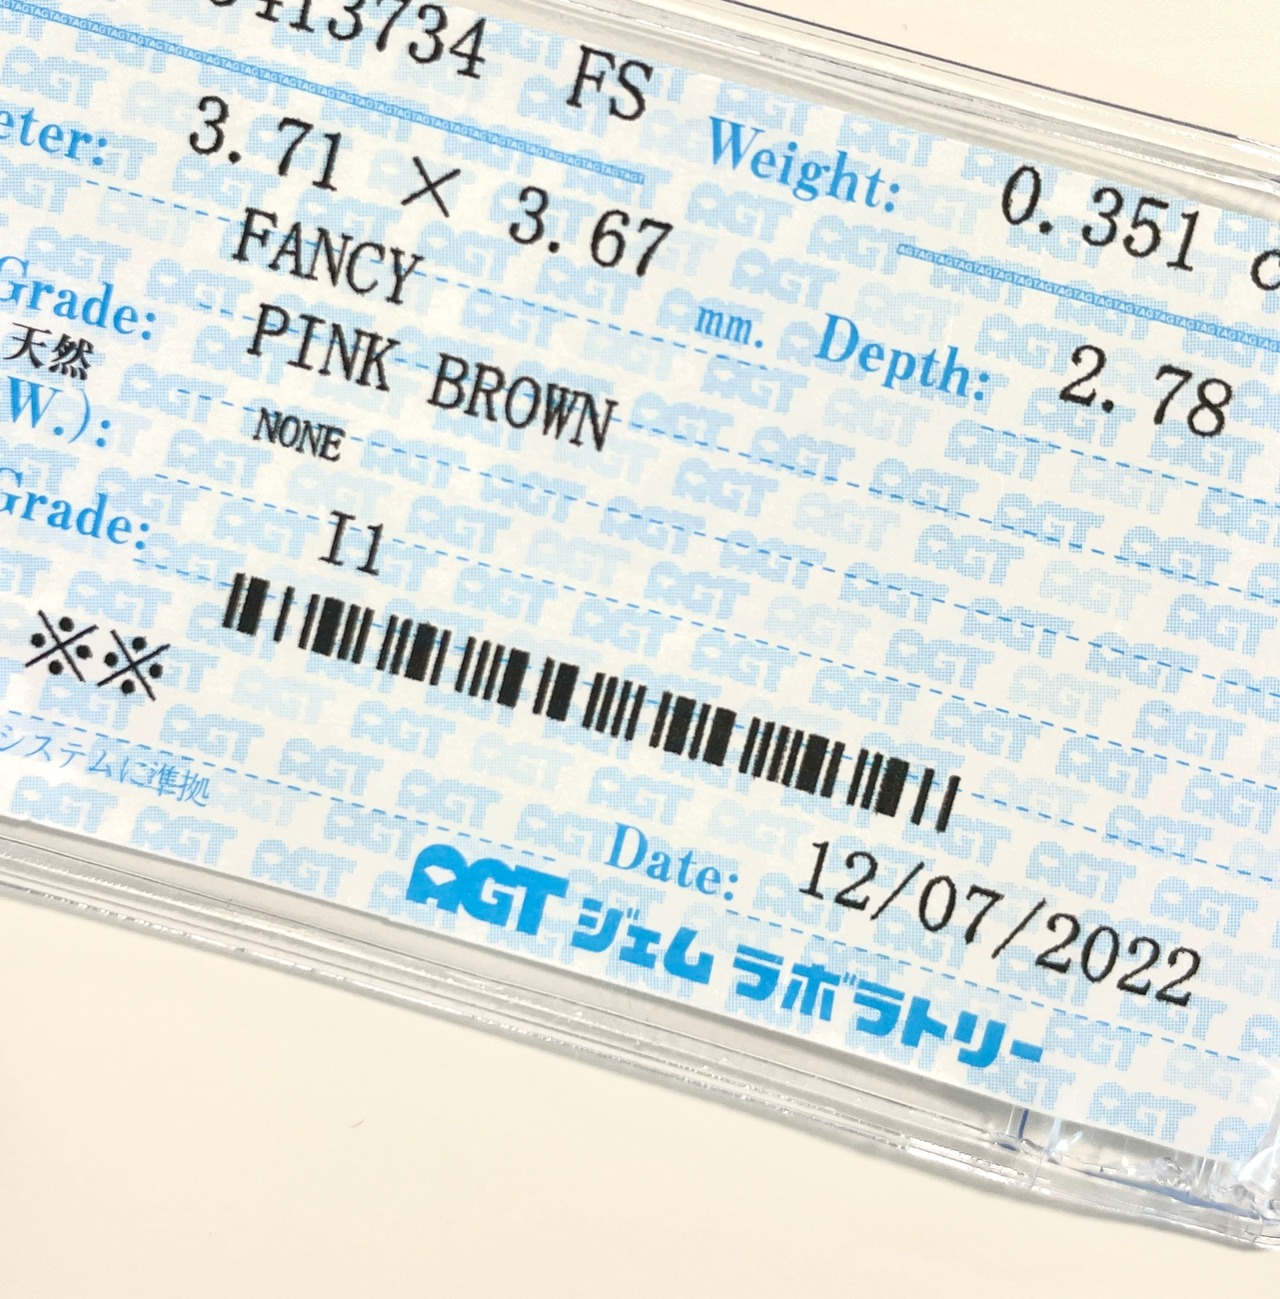 413734 FS Weight: 0.351
eter: 3.71 × 3.67 mm. Depth: 2.78
Grade: FANCY
天然 PINK BROWN
W.): NONE
Grade: I1
※※
システムに準拠
Date: 12/07/2022
AGT ジェム ラボラトリー